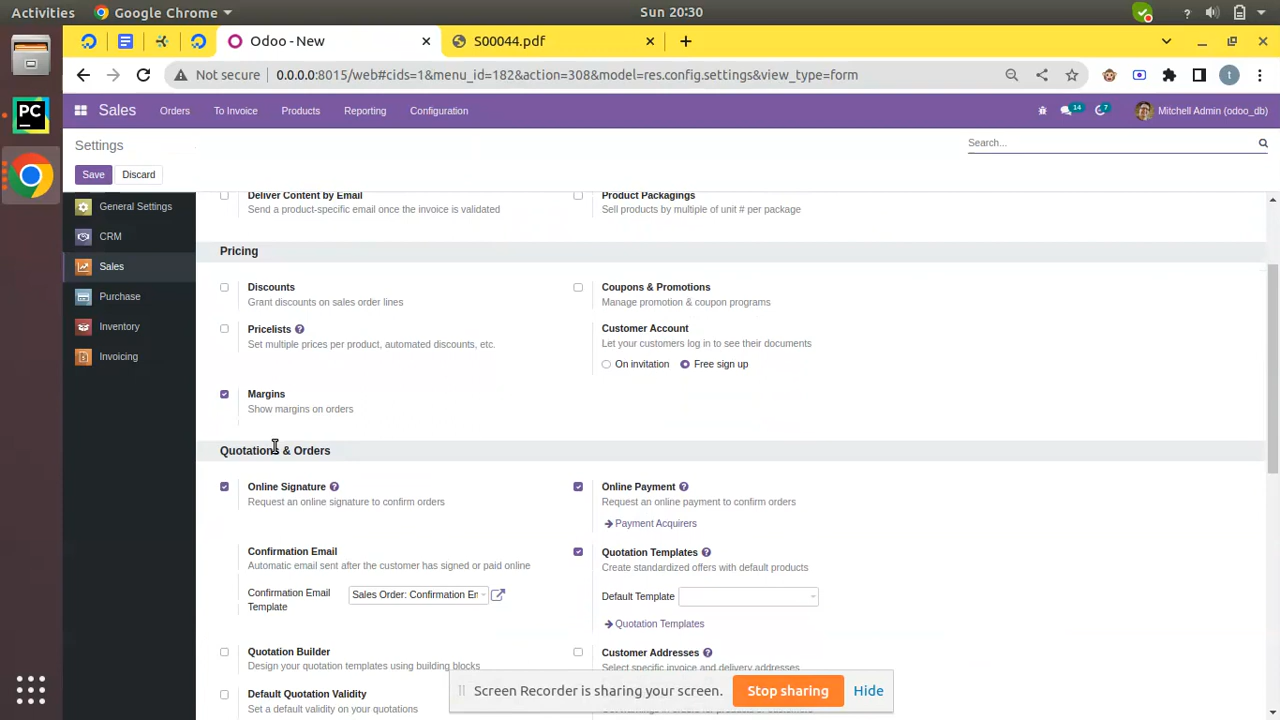 Activities Google Chrome Sun 20:30
Odoo - New S00044.pdf
Not secure 0.0.0.0:8015/web#cids=1&menu_id=182&action=308&model=res.config.settings&view_type=form t
PC Sales Orders To Invoice Products Reporting Configuration 14 7 Mitchell Admin (odoo_db)
Settings Search...
Save Discard
General Settings
CRM
Sales
Purchase
Inventory
Invoicing
Deliver Content by Email Product Packagings
Send a product-specific email once the invoice is validated Sell products by multiple of unit # per package
Pricing
Discounts Coupons & Promotions
Grant discounts on sales order lines Manage promotion & coupon programs
Pricelists Customer Account
Set multiple prices per product, automated discounts, etc. Let your customers log in to see their documents
On invitation Free sign up
Margins
Show margins on orders
Quotations & Orders
Online Signature Online Payment
Request an online signature to confirm orders Request an online payment to confirm orders
Payment Acquirers
Confirmation Email Quotation Templates
Automatic email sent after the customer has signed or paid online Create standardized offers with default products
Confirmation Email Sales Order: Confirmation En Default Template
Template
Quotation Templates
Quotation Builder Customer Addresses
Design your quotation templates using building blocks Select specific invoice and delivery addresses
Default Quotation Validity
Set a default validity on your quotations
Screen Recorder is sharing your screen. Stop sharing Hide